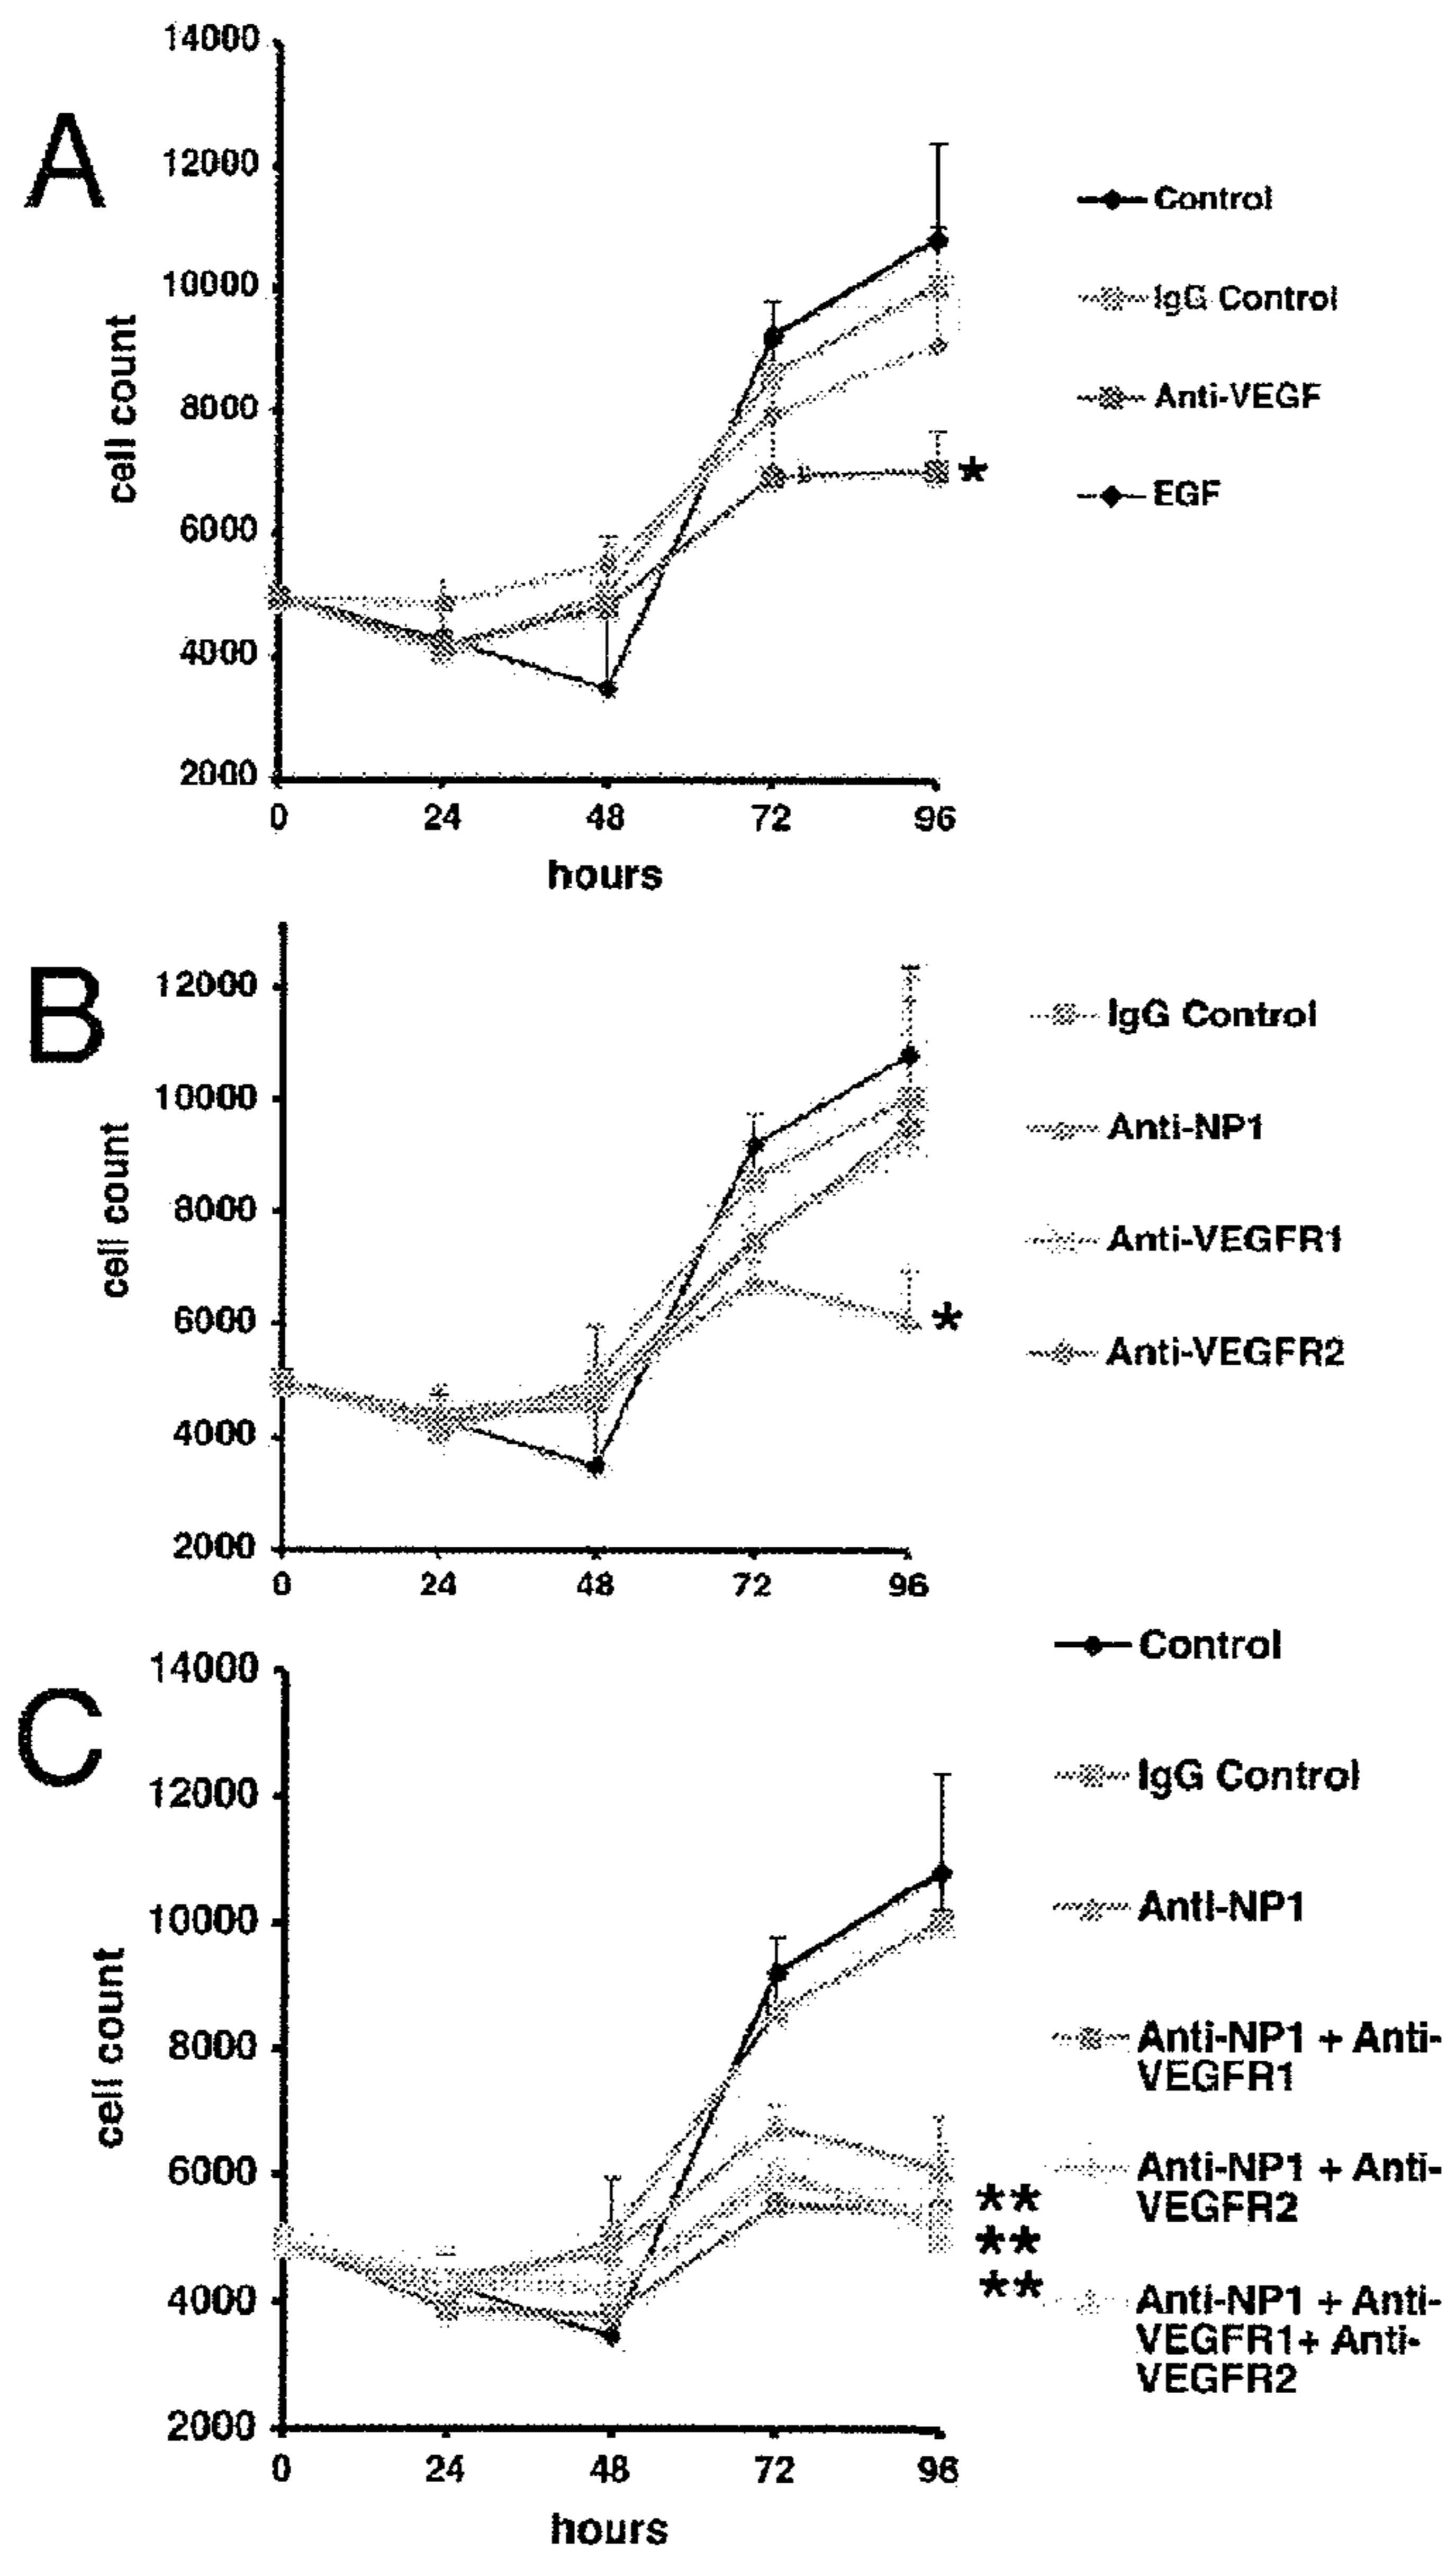 A
cell count
14000
12000
10000
8000
6000
4000
2000
0 24 48 72 96
hours
Control
IgG Control
Anti-VEGF
EGF
*
B
cell count
12000
10000
8000
6000
4000
2000
0 24 48 72 96
IgG Control
Anti-NP1
Anti-VEGFR1
Anti-VEGFR2
*
C
cell count
14000
12000
10000
8000
6000
4000
2000
0 24 48 72 96
hours
Control
IgG Control
Anti-NP1
Anti-NP1 + Anti-
VEGFR1
Anti-NP1 + Anti-
VEGFR2
Anti-NP1 + Anti-
VEGFR1+ Anti-
VEGFR2
**
**
**